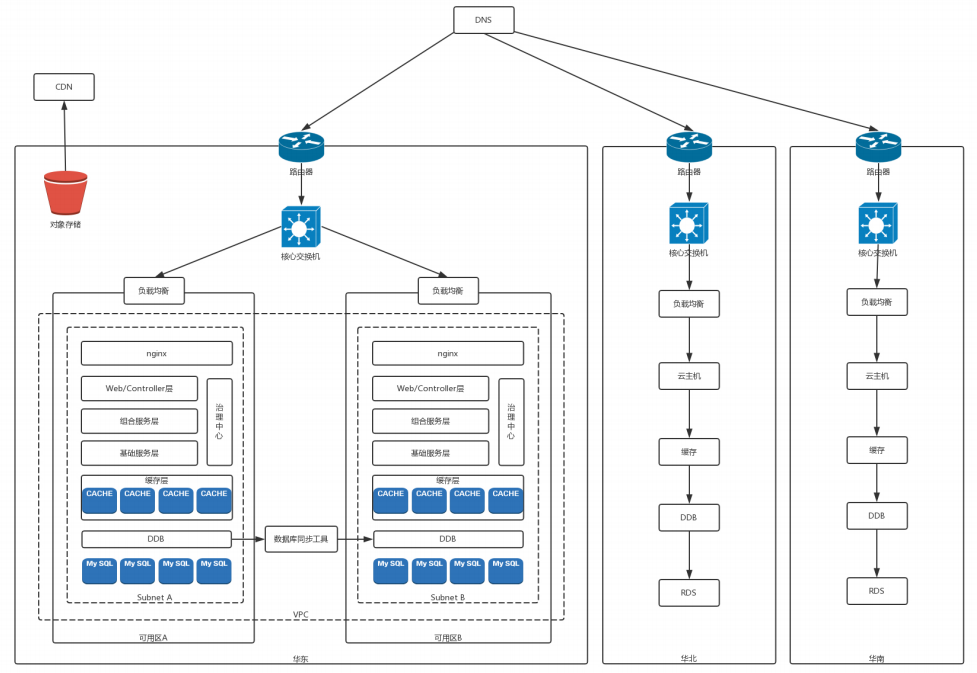 DNS
CDN
对象存储
路由器
核心交换机
负载均衡
负载均衡
nginx
Web/Controller层
组合服务层
基础服务层
治理中心
缓存层
CACHE CACHE CACHE CACHE
DDB
My SQL My SQL My SQL My SQL
Subnet A
可用区A
数据库同步工具
nginx
Web/Controller层
组合服务层
基础服务层
治理中心
缓存层
CACHE CACHE CACHE CACHE
DDB
My SQL My SQL My SQL My SQL
Subnet B
可用区B
VPC
华东
路由器
核心交换机
负载均衡
云主机
缓存
DDB
RDS
华北
路由器
核心交换机
负载均衡
云主机
缓存
DDB
RDS
华南